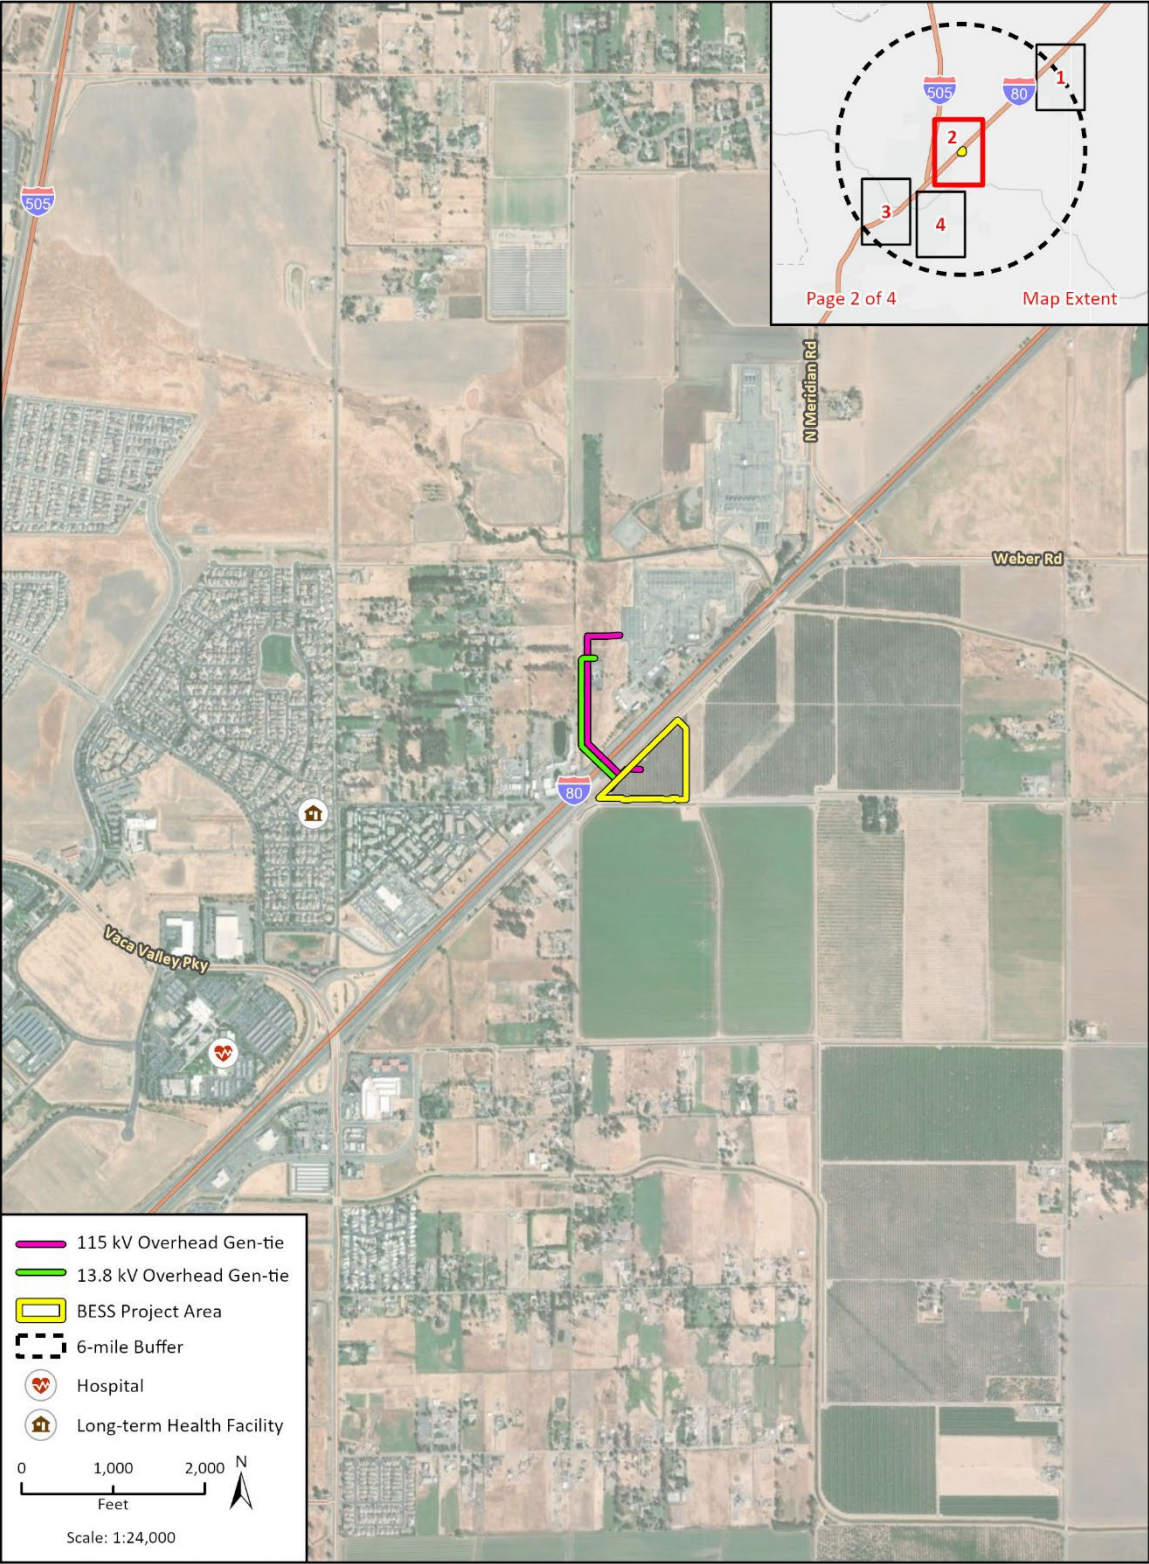 505
80
1
2
3
4
Page 2 of 4
Map Extent
505
N Meridian Rd
Weber Rd
80
Vaca Valley Pky
115 kV Overhead Gen-tie
13.8 kV Overhead Gen-tie
BESS Project Area
6-mile Buffer
Hospital
Long-term Health Facility
0 1,000 2,000 N
Feet
Scale: 1:24,000